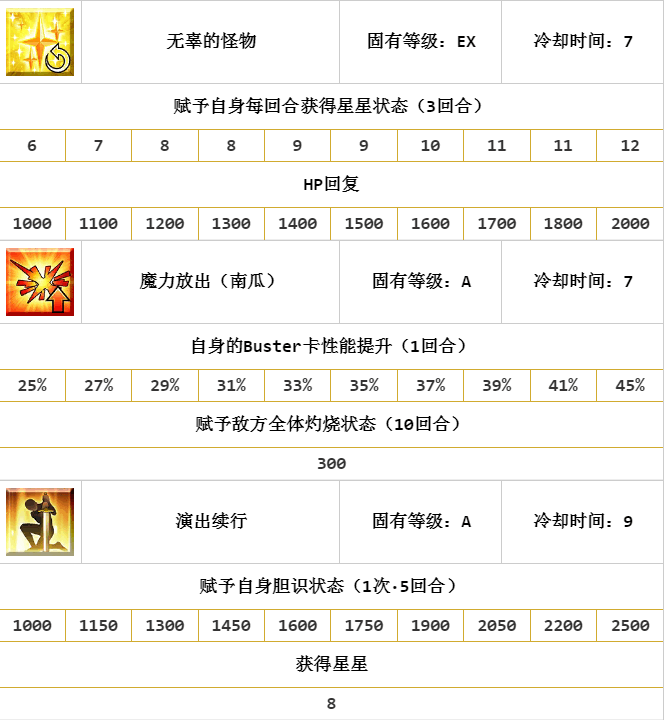 无辜的怪物 固有等级：EX 冷却时间：7
赋予自身每回合获得星星状态（3回合）
6 7 8 8 9 9 10 11 11 12
HP回复
1000 1100 1200 1300 1400 1500 1600 1700 1800 2000
魔力放出（南瓜） 固有等级：A 冷却时间：7
自身的Buster卡性能提升（1回合）
25% 27% 29% 31% 33% 35% 37% 39% 41% 45%
赋予敌方全体灼烧状态（10回合）
300
演出续行 固有等级：A 冷却时间：9
赋予自身胆识状态（1次·5回合）
1000 1150 1300 1450 1600 1750 1900 2050 2200 2500
获得星星
8